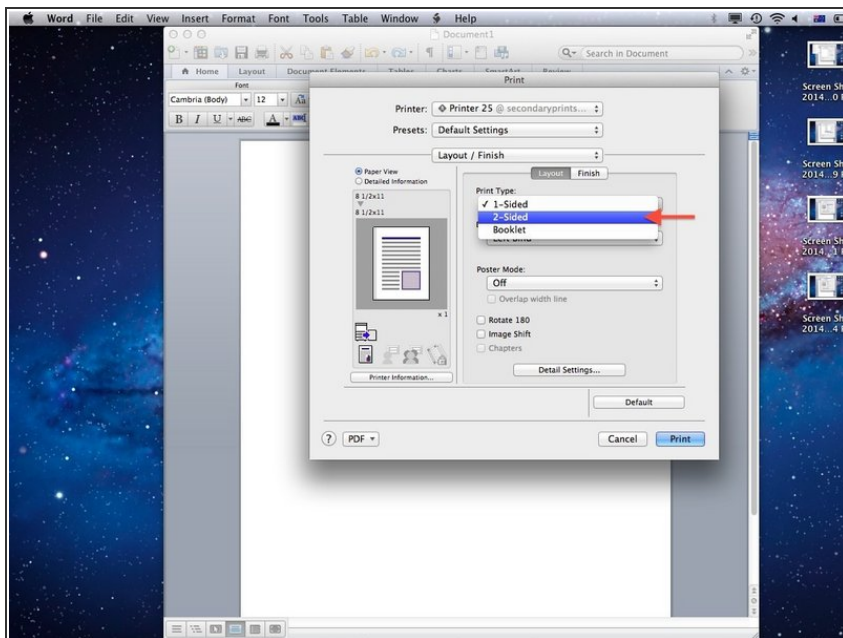 Word File Edit View Insert Format Font Tools Table Window Help
Document1
Search in Document
Home Layout Document Elements Tables Charts SmartArt Review
Font
Cambria (Body) 12
B I U ABC A
Print
Printer: Printer 25 @ secondaryprints...
Presets: Default Settings
Layout / Finish
Paper View
Detailed Information
8 1/2x11
8 1/2x11
x 1
Printer Information...
Layout Finish
Print Type:
✓ 1-Sided
2-Sided
Booklet
Left Bind
Poster Mode:
Off
Overlap width line
Rotate 180
Image Shift
Chapters
Detail Settings...
Default
? PDF Cancel Print
Screen Sh
2014...0 P
Screen Sh
2014...9 P
Screen Sh
2014...1 P
Screen Sh
2014...4 P